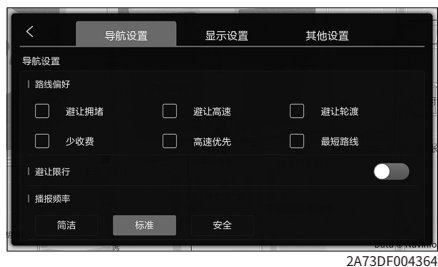 导航设置 显示设置 其他设置
导航设置
路线偏好
避让拥堵 避让高速 避让轮渡
少收费 高速优先 最短路线
避让限行
播报频率
简洁 标准 安全
2A73DF004364